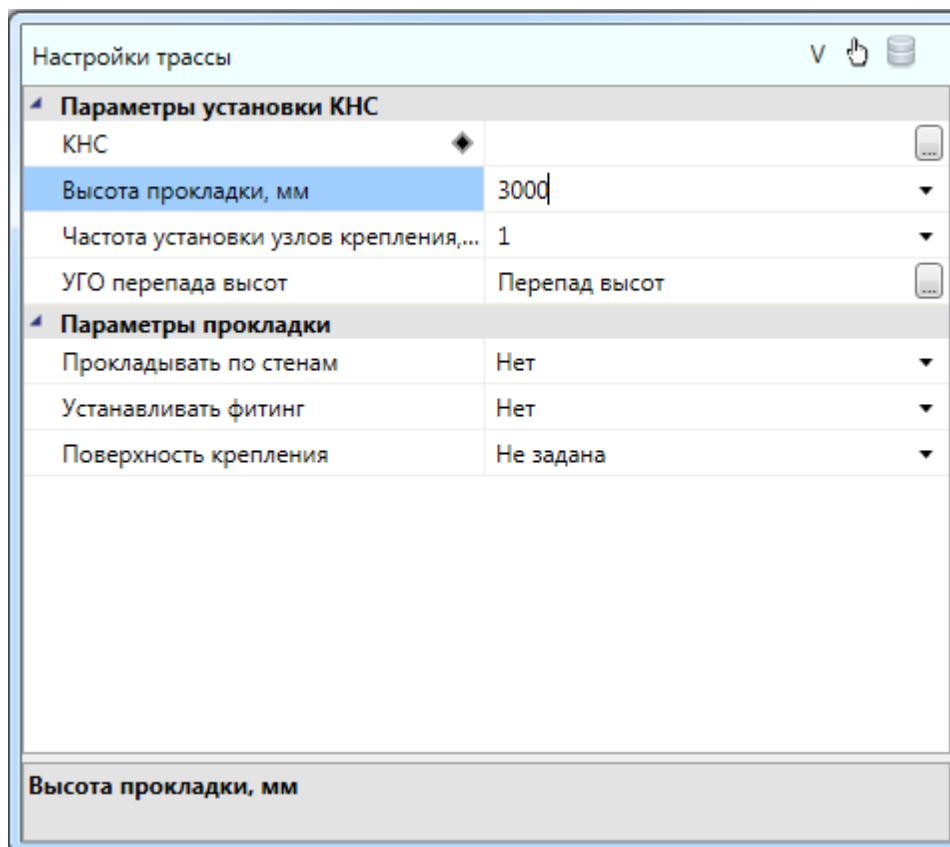 Настройки трассы V
Параметры установки КНС
КНС ...
Высота прокладки, мм 3000
Частота установки узлов крепления,... 1
УГО перепада высот Перепад высот ...
Параметры прокладки
Прокладывать по стенам Нет
Устанавливать фитинг Нет
Поверхность крепления Не задана
Высота прокладки, мм